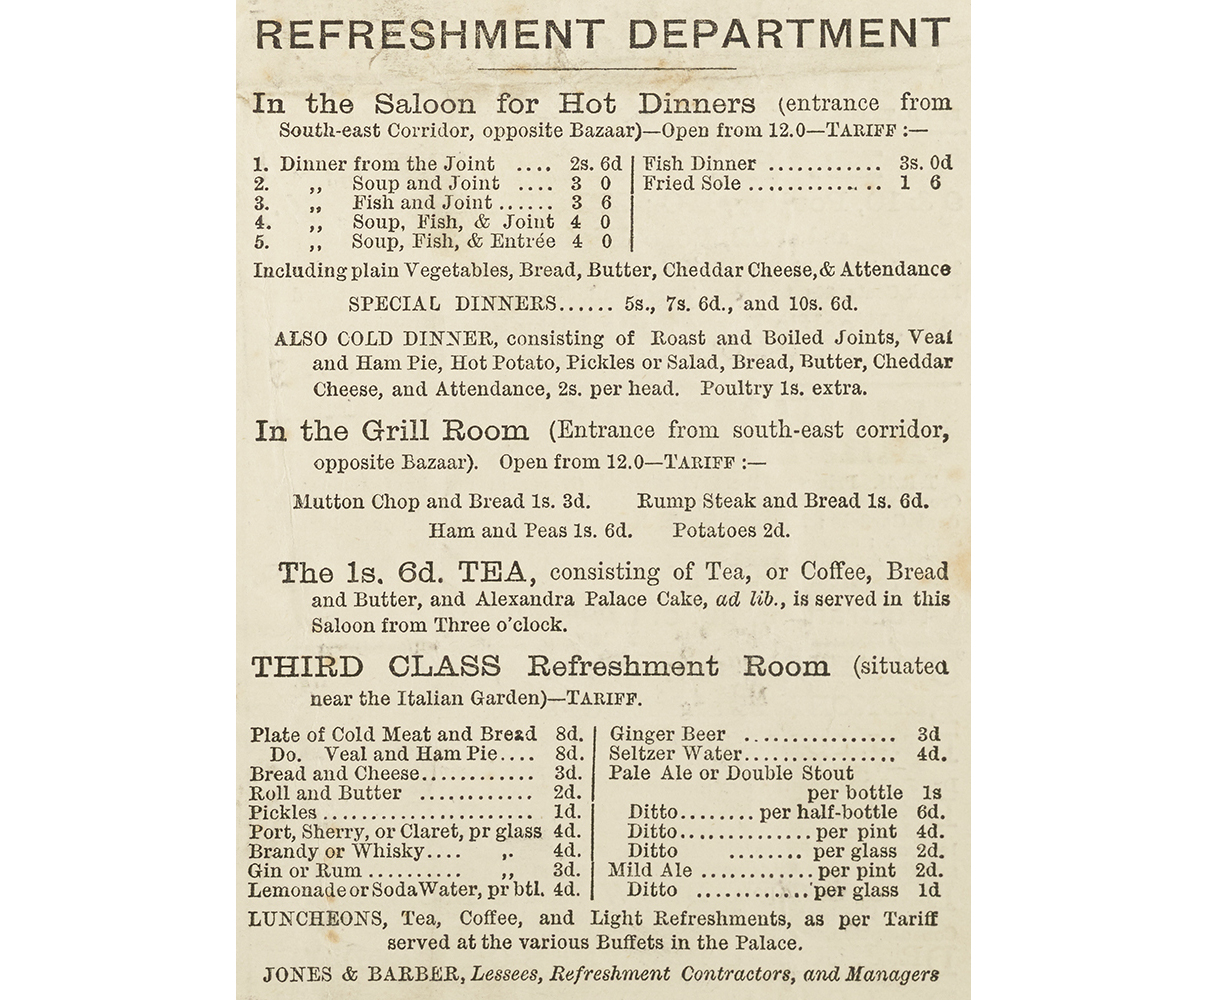 REFRESHMENT DEPARTMENT
In the Saloon for Hot Dinners (entrance from
South-east Corridor, opposite Bazaar)—Open from 12.0—TARIFF :—
1. Dinner from the Joint .... 2s. 6d
2. ,, Soup and Joint .... 3 0
3. ,, Fish and Joint ...... 3 6
4. ,, Soup, Fish, & Joint 4 0
5. ,, Soup, Fish, & Entrée 4 0
Fish Dinner ............ 3s. 0d
Fried Sole .............. 1 6
Including plain Vegetables, Bread, Butter, Cheddar Cheese, & Attendance
SPECIAL DINNERS...... 5s., 7s. 6d., and 10s. 6d.
ALSO COLD DINNER, consisting of Roast and Boiled Joints, Veal
and Ham Pie, Hot Potato, Pickles or Salad, Bread, Butter, Cheddar
Cheese, and Attendance, 2s. per head. Poultry 1s. extra.
In the Grill Room (Entrance from south-east corridor,
opposite Bazaar). Open from 12.0—TARIFF :—
Mutton Chop and Bread 1s. 3d. Rump Steak and Bread 1s. 6d.
Ham and Peas 1s. 6d. Potatoes 2d.
The 1s. 6d. TEA, consisting of Tea, or Coffee, Bread
and Butter, and Alexandra Palace Cake, ad lib., is served in this
Saloon from Three o'clock.
THIRD CLASS Refreshment Room (situated
near the Italian Garden)—TARIFF.
Plate of Cold Meat and Bread 8d.
Do. Veal and Ham Pie.... 8d.
Bread and Cheese............ 3d.
Roll and Butter ............ 2d.
Pickles ...................... 1d.
Port, Sherry, or Claret, pr glass 4d.
Brandy or Whisky.... ,. 4d.
Gin or Rum .......... ,, 3d.
Lemonade or Soda Water, pr btl. 4d.
Ginger Beer ................ 3d
Seltzer Water................ 4d.
Pale Ale or Double Stout
per bottle 1s
Ditto........ per half-bottle 6d.
Ditto.............. per pint 4d.
Ditto ........ per glass 2d.
Mild Ale ............ per pint 2d.
Ditto ............ per glass 1d
LUNCHEONS, Tea, Coffee, and Light Refreshments, as per Tariff
served at the various Buffets in the Palace.
JONES & BARBER, Lessees, Refreshment Contractors, and Managers